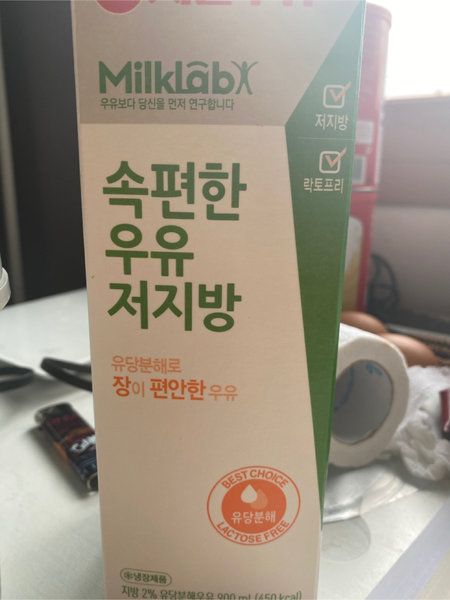 MilkLab
우유보다 당신을 먼저 연구합니다
저지방
락토프리
속편한
우유
저지방
유당분해로
장이 편안한 우유
BEST CHOICE
유당분해
LACTOSE FREE
냉장제품
지방 2% 유당분해우유 900 ml (450 kcal)